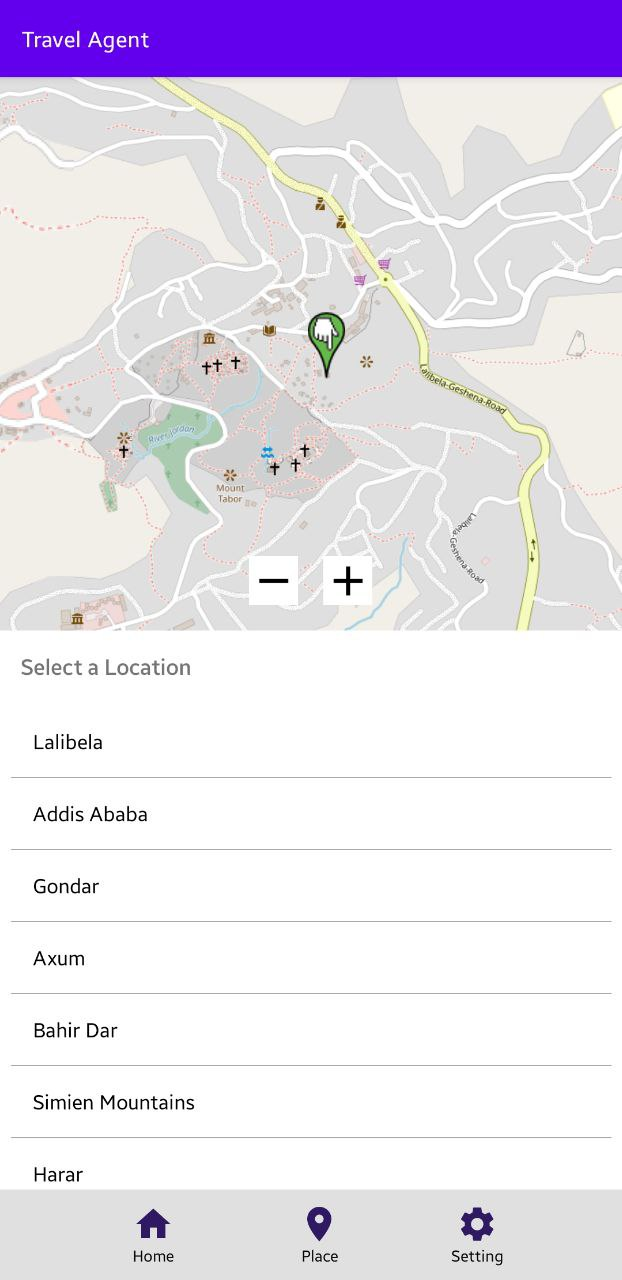 Travel Agent
Lalibela-Geshena-Road
River Jordan
Mount
Tabor
Lalibela
Geshena-Road
Select a Location
Lalibela
Addis Ababa
Gondar
Axum
Bahir Dar
Simien Mountains
Harar
Home
Place
Setting